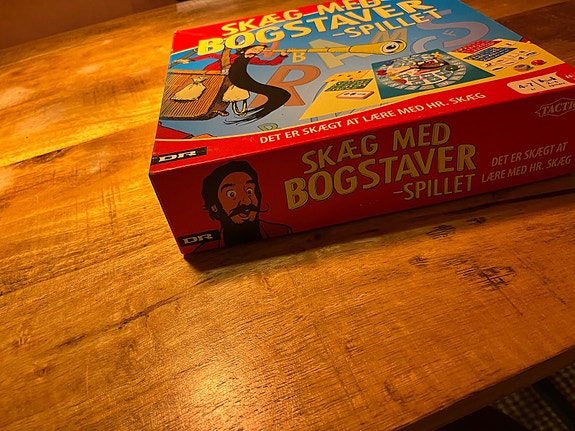 SKÆG MED
BOGSTAVER
-SPILLET
DET ER SKÆGT AT LÆRE MED HR. SKÆG
DR
TACTIC
SKÆG MED
BOGSTAVER
-SPILLET
DET ER SKÆGT AT
LÆRE MED HR. SKÆG
DR